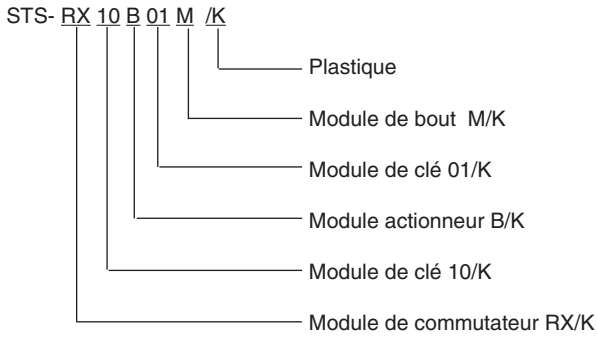 STS- RX 10 B 01 M /K
Plastique
Module de bout M/K
Module de clé 01/K
Module actionneur B/K
Module de clé 10/K
Module de commutateur RX/K